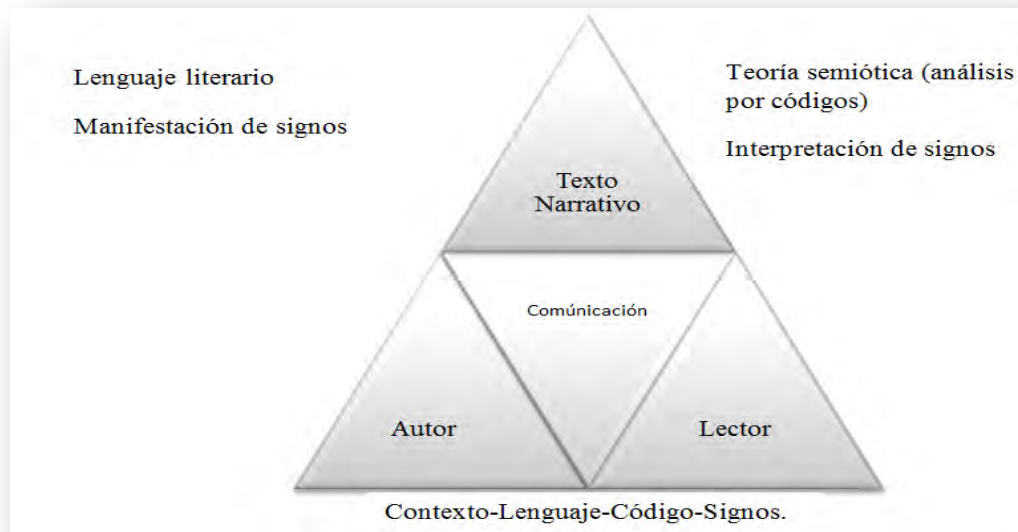 Lenguaje literario
Manifestación de signos
Teoría semiótica (análisis
por códigos)
Interpretación de signos
Texto
Narrativo
Comúnicación
Autor
Lector
Contexto-Lenguaje-Código-Signos.